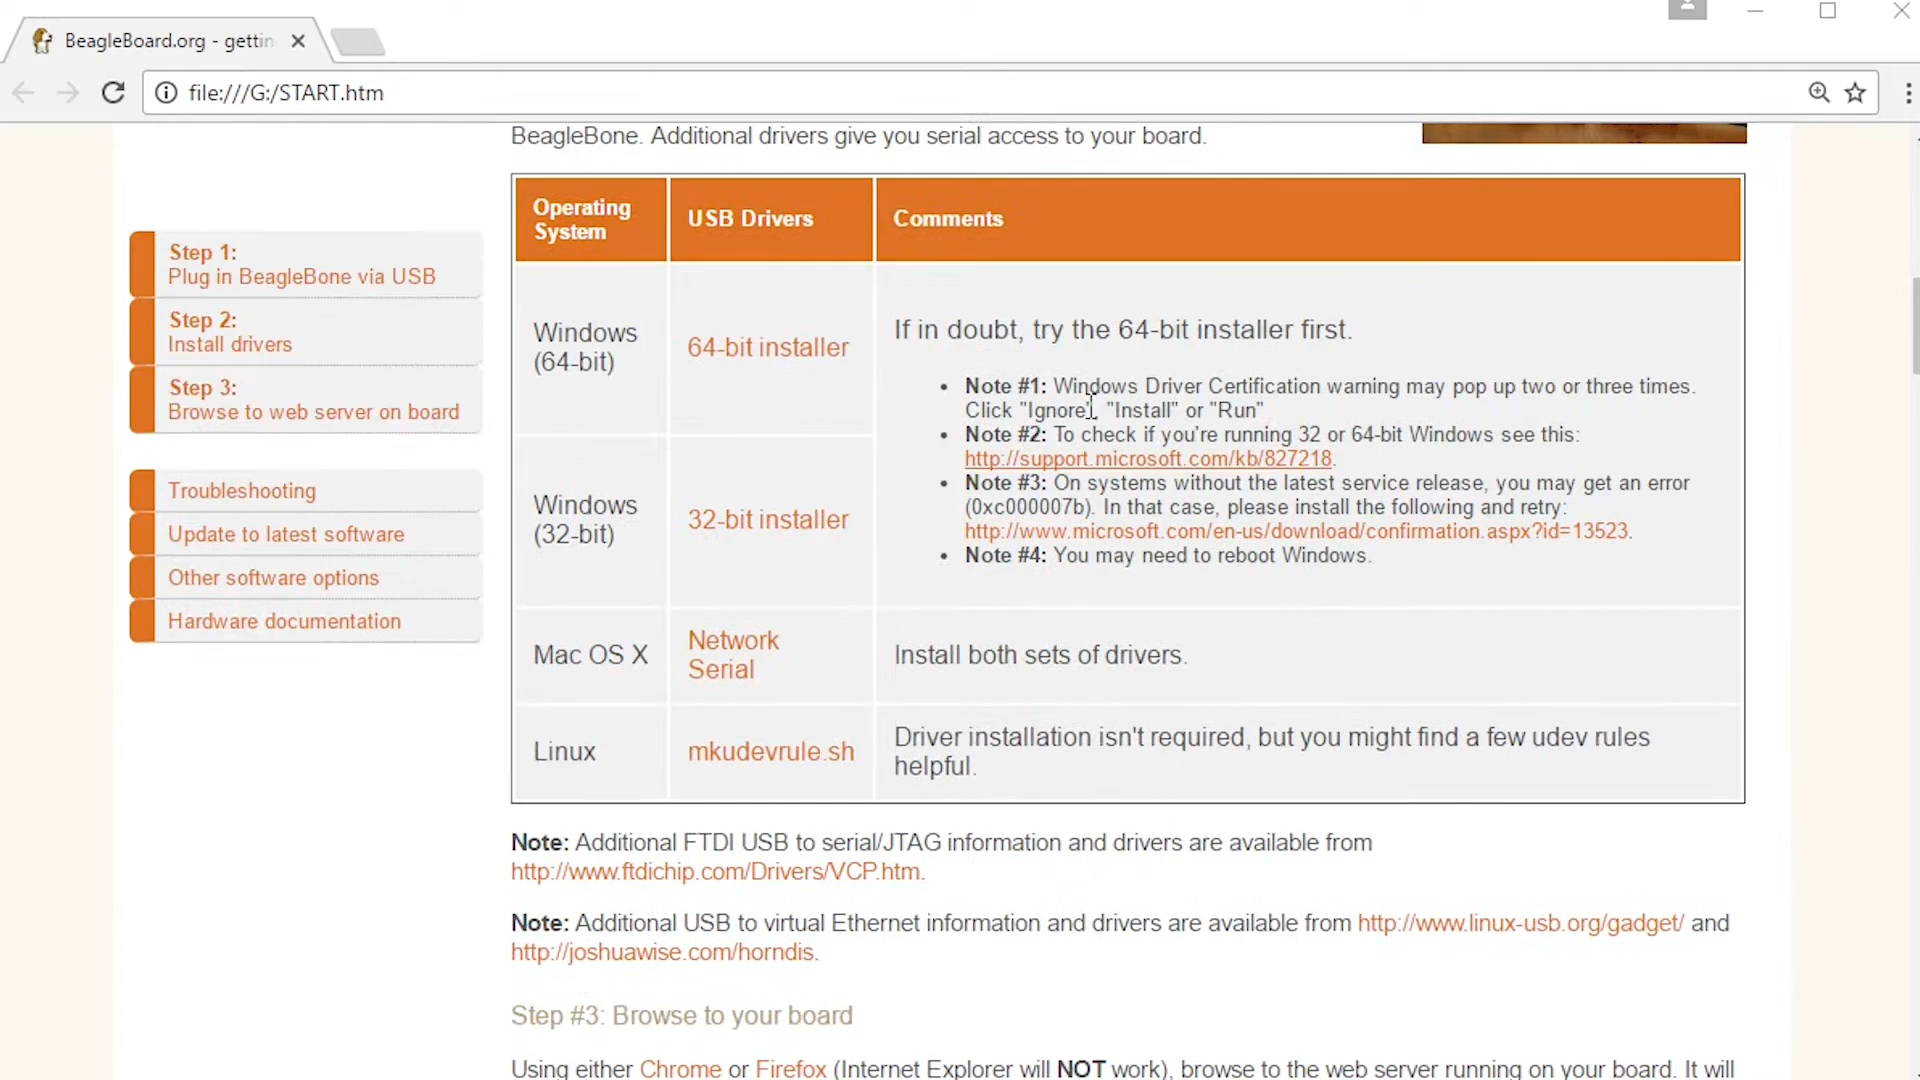 BeagleBoard.org - gettin
file:///G:/START.htm
BeagleBone. Additional drivers give you serial access to your board.
Step 1:
Plug in BeagleBone via USB
Step 2:
Install drivers
Step 3:
Browse to web server on board
Troubleshooting
Update to latest software
Other software options
Hardware documentation
Operating
System
USB Drivers
Comments
Windows
(64-bit)
64-bit installer
If in doubt, try the 64-bit installer first.
• Note #1: Windows Driver Certification warning may pop up two or three times.
Click "Ignore", "Install" or "Run"
• Note #2: To check if you're running 32 or 64-bit Windows see this:
http://support.microsoft.com/kb/827218.
• Note #3: On systems without the latest service release, you may get an error
(0xc000007b). In that case, please install the following and retry:
http://www.microsoft.com/en-us/download/confirmation.aspx?id=13523.
• Note #4: You may need to reboot Windows.
Windows
(32-bit)
32-bit installer
Mac OS X
Network
Serial
Install both sets of drivers.
Linux
mkudevrule.sh
Driver installation isn't required, but you might find a few udev rules
helpful.
Note: Additional FTDI USB to serial/JTAG information and drivers are available from
http://www.ftdichip.com/Drivers/VCP.htm.
Note: Additional USB to virtual Ethernet information and drivers are available from http://www.linux-usb.org/gadget/ and
http://joshuawise.com/horndis.
Step #3: Browse to your board
Using either Chrome or Firefox (Internet Explorer will NOT work), browse to the web server running on your board. It will